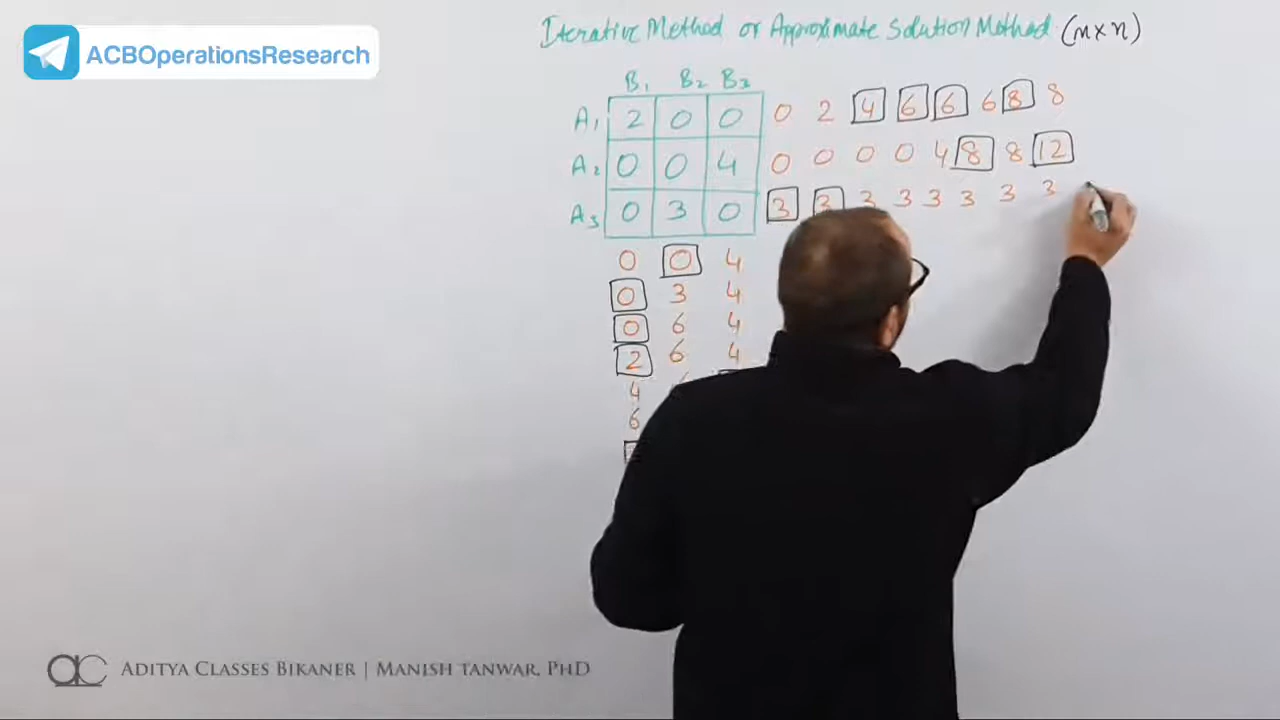 Iterative Method or Approximate Solution Method (m×n)
ACBOperationsResearch
B1 B2 B3
A1 2 0 0 0 2 4 6 6 6 8 8
A2 0 0 4 0 0 0 0 4 8 8 12
A3 0 3 0 3 3 3 3 3 3 3 3
0 0 4
0 3 4
0 6 4
2 6 4
4
6
ac ADITYA CLASSES BIKANER | MANISH TANWAR, PHD